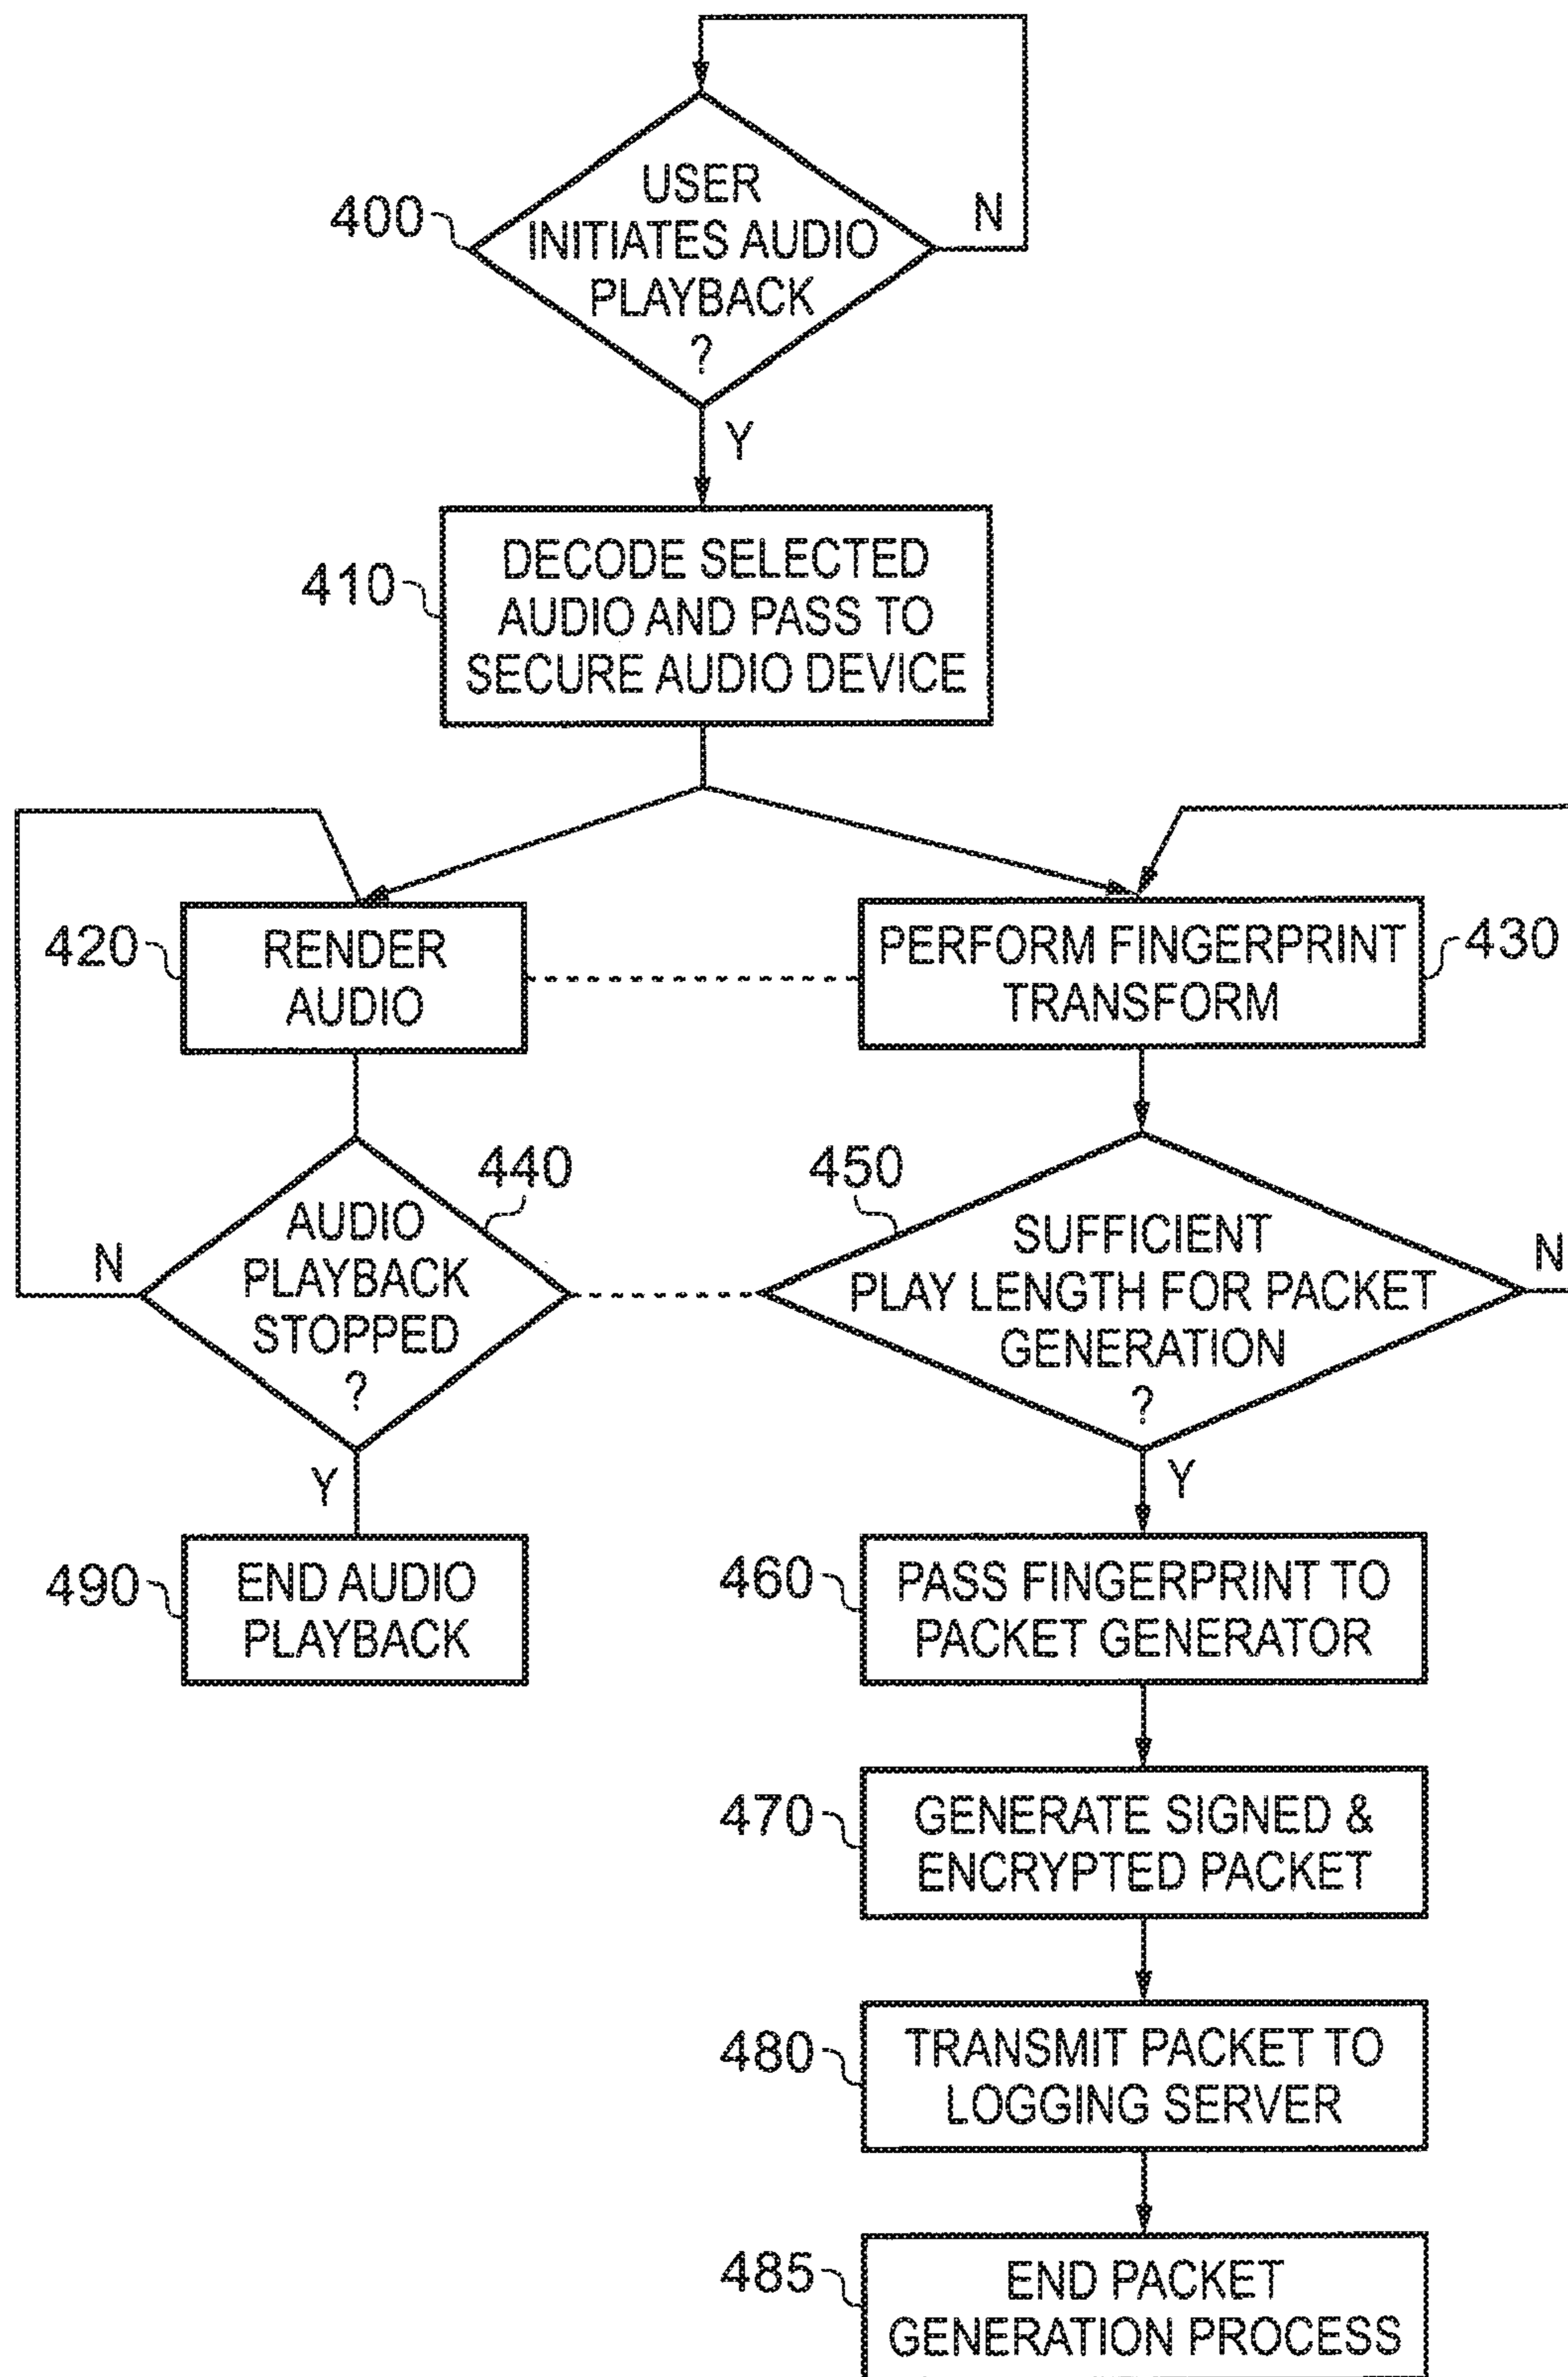 400
USER
INITIATES AUDIO
PLAYBACK
?
N
Y
410
DECODE SELECTED
AUDIO AND PASS TO
SECURE AUDIO DEVICE
420
RENDER
AUDIO
PERFORM FINGERPRINT
TRANSFORM
430
440
AUDIO
PLAYBACK
STOPPED
?
N
Y
450
SUFFICIENT
PLAY LENGTH FOR PACKET
GENERATION
?
N
Y
490
END AUDIO
PLAYBACK
460
PASS FINGERPRINT TO
PACKET GENERATOR
470
GENERATE SIGNED &
ENCRYPTED PACKET
480
TRANSMIT PACKET TO
LOGGING SERVER
485
END PACKET
GENERATION PROCESS